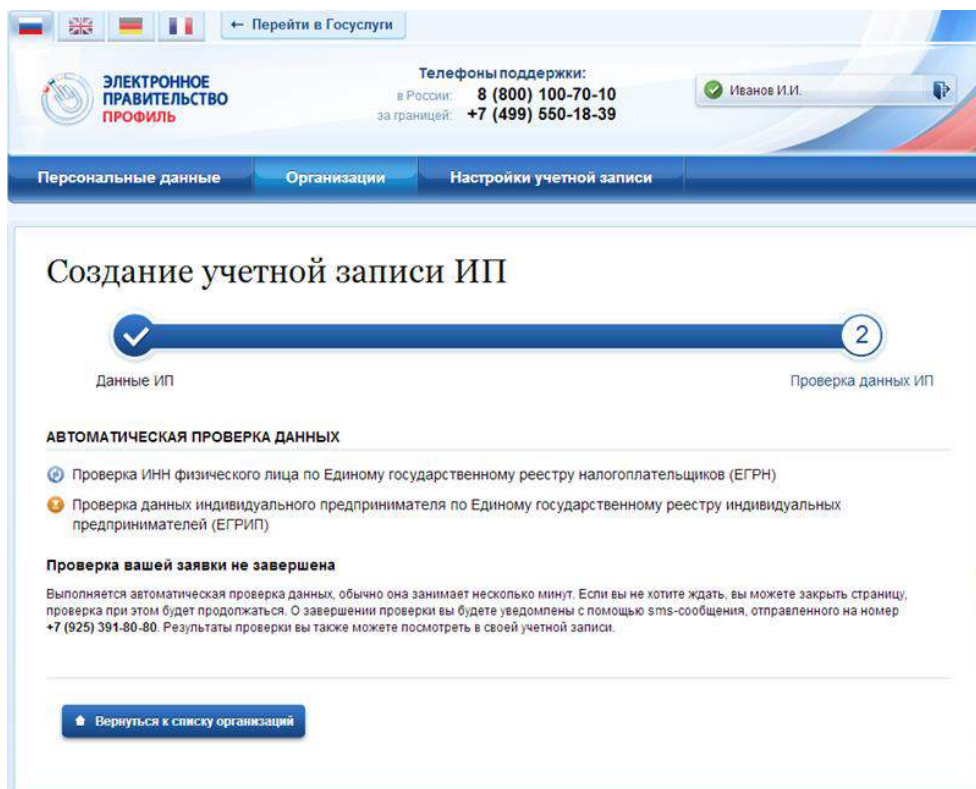 ← Перейти в Госуслуги
ЭЛЕКТРОННОЕ
ПРАВИТЕЛЬСТВО
ПРОФИЛЬ
Телефоны поддержки:
в России: 8 (800) 100-70-10
за границей: +7 (499) 550-18-39
Иванов И.И.
Персональные данные Организации Настройки учетной записи
Создание учетной записи ИП
2
Данные ИП Проверка данных ИП
АВТОМАТИЧЕСКАЯ ПРОВЕРКА ДАННЫХ
Проверка ИНН физического лица по Единому государственному реестру налогоплательщиков (ЕГРН)
Проверка данных индивидуального предпринимателя по Единому государственному реестру индивидуальных
предпринимателей (ЕГРИП)
Проверка вашей заявки не завершена
Выполняется автоматическая проверка данных, обычно она занимает несколько минут. Если вы не хотите ждать, вы можете закрыть страницу,
проверка при этом будет продолжаться. О завершении проверки вы будете уведомлены с помощью sms-сообщения, отправленного на номер
+7 (925) 391-80-80. Результаты проверки вы также можете посмотреть в своей учетной записи.
Вернуться к списку организаций